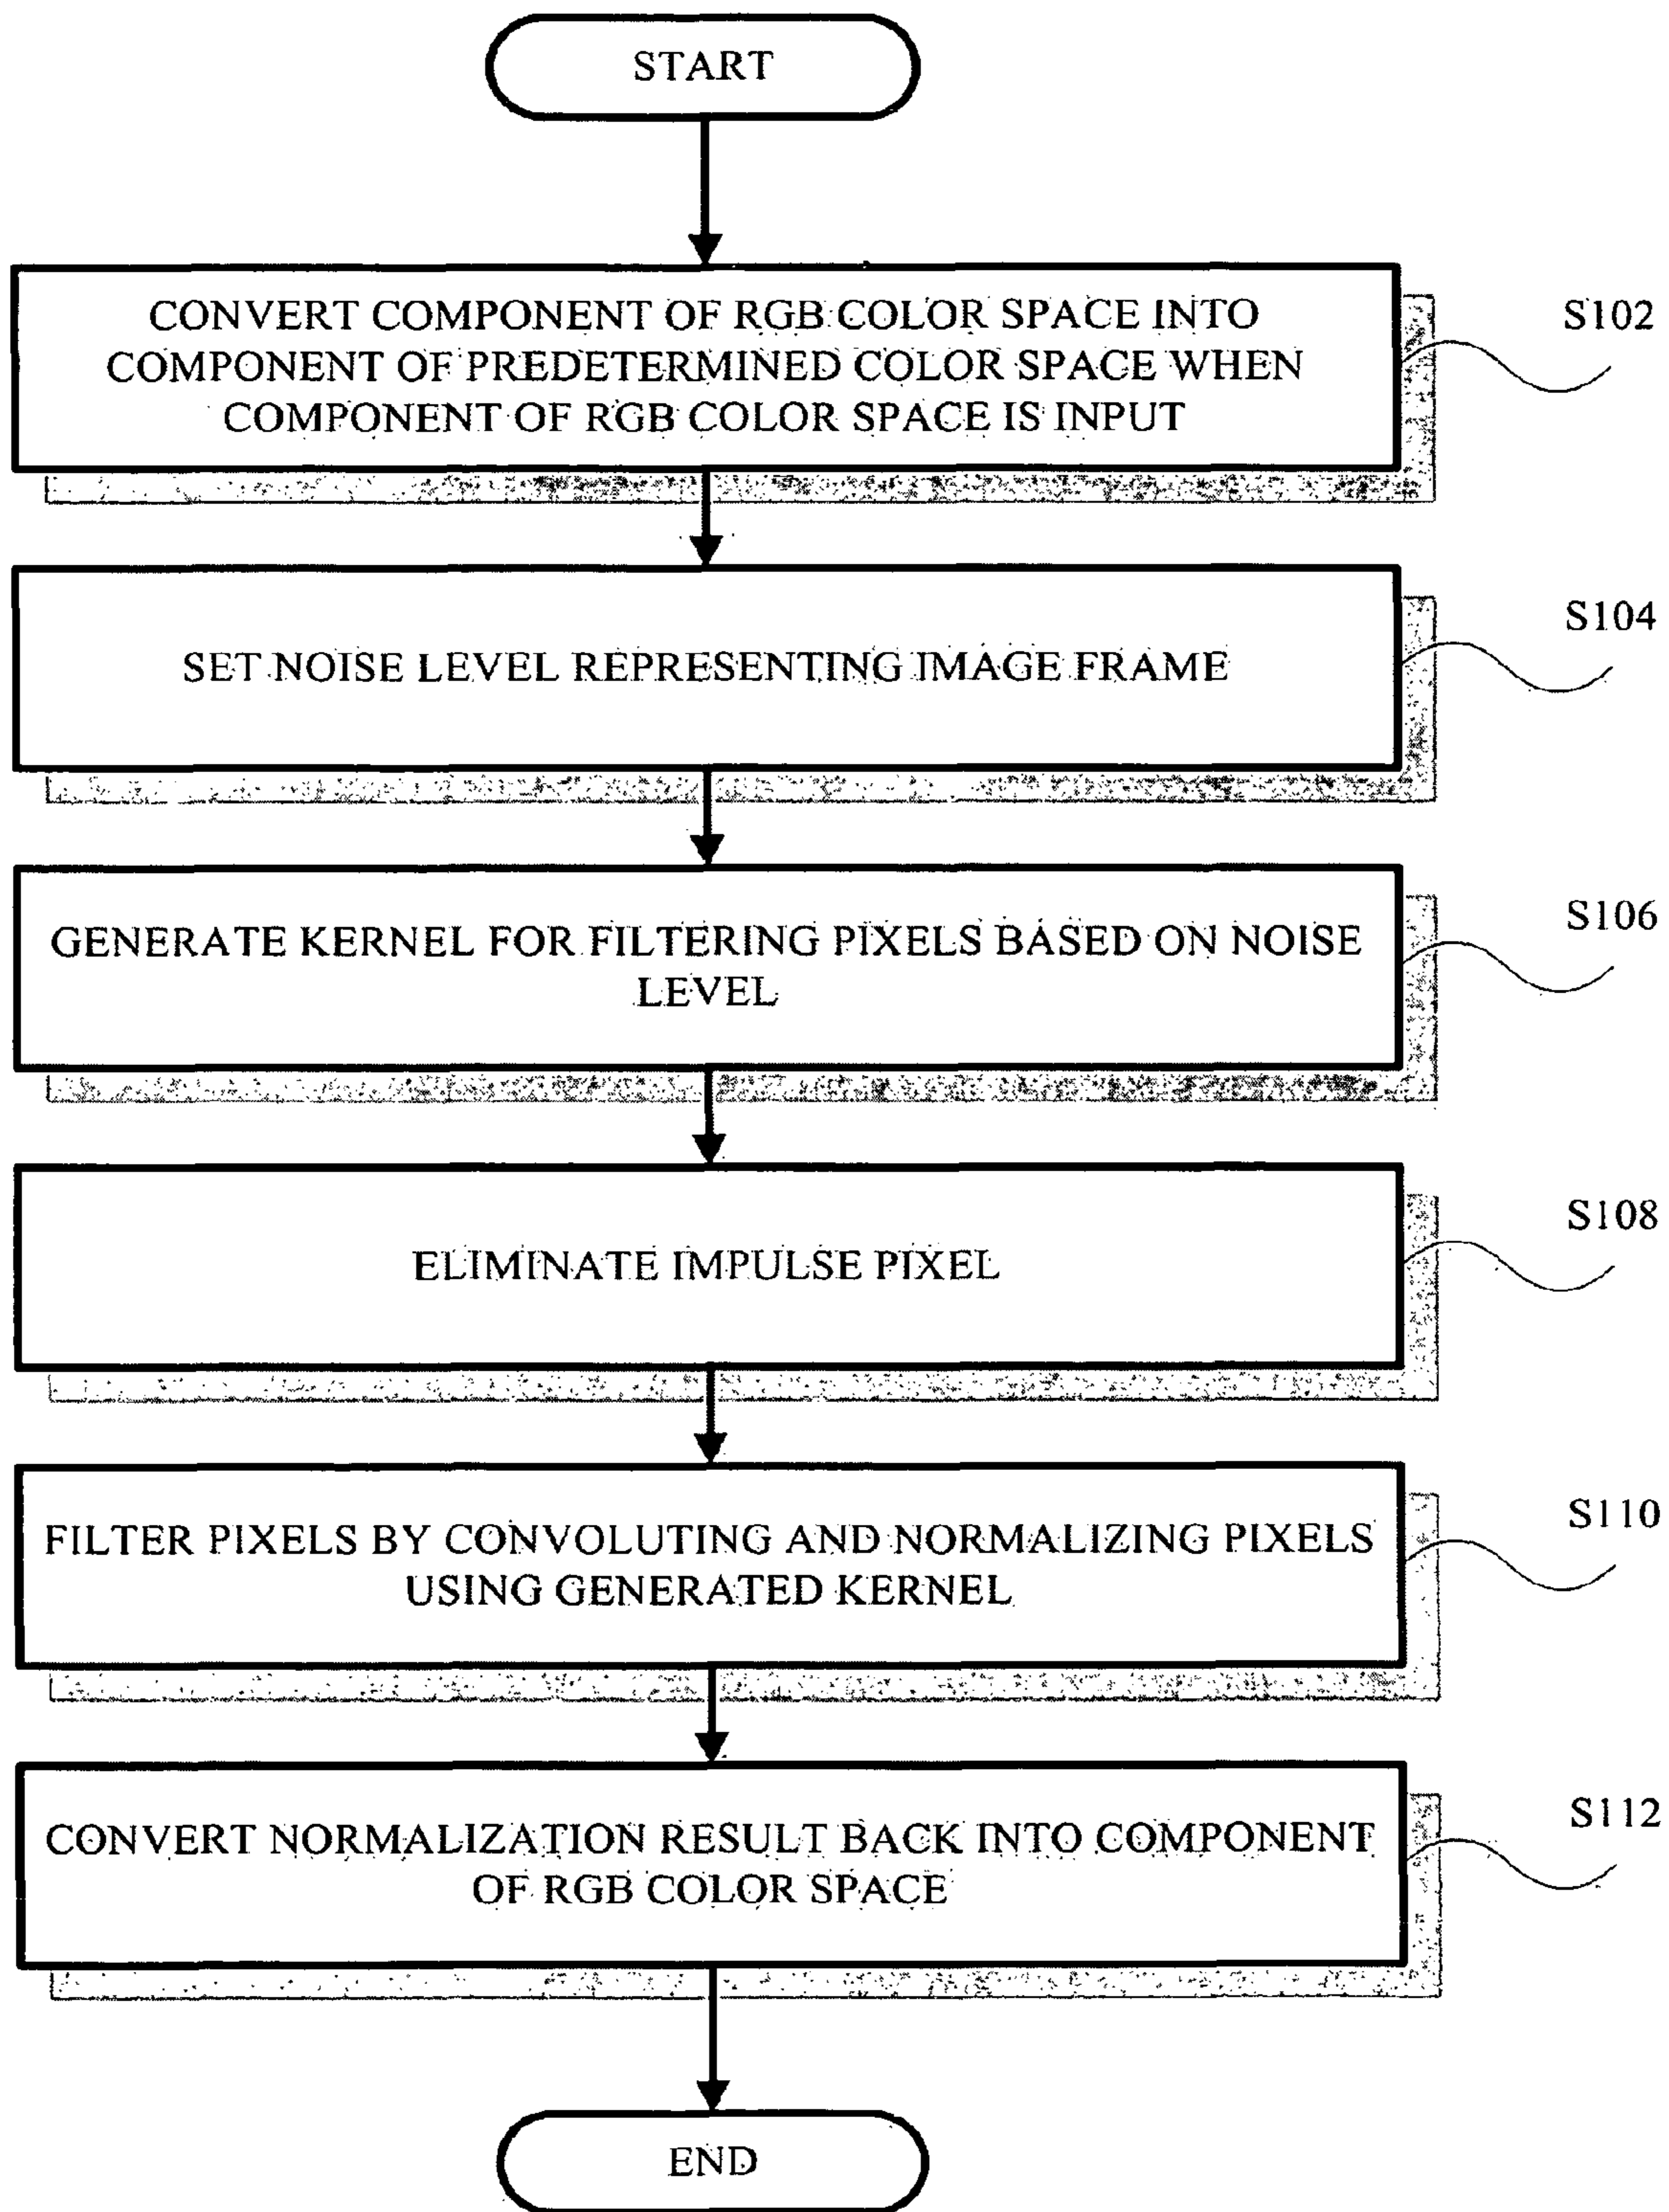 START
CONVERT COMPONENT OF RGB COLOR SPACE INTO
COMPONENT OF PREDETERMINED COLOR SPACE WHEN
COMPONENT OF RGB COLOR SPACE IS INPUT
S102
SET NOISE LEVEL REPRESENTING IMAGE FRAME
S104
GENERATE KERNEL FOR FILTERING PIXELS BASED ON NOISE
LEVEL
S106
ELIMINATE IMPULSE PIXEL
S108
FILTER PIXELS BY CONVOLUTING AND NORMALIZING PIXELS
USING GENERATED KERNEL
S110
CONVERT NORMALIZATION RESULT BACK INTO COMPONENT
OF RGB COLOR SPACE
S112
END